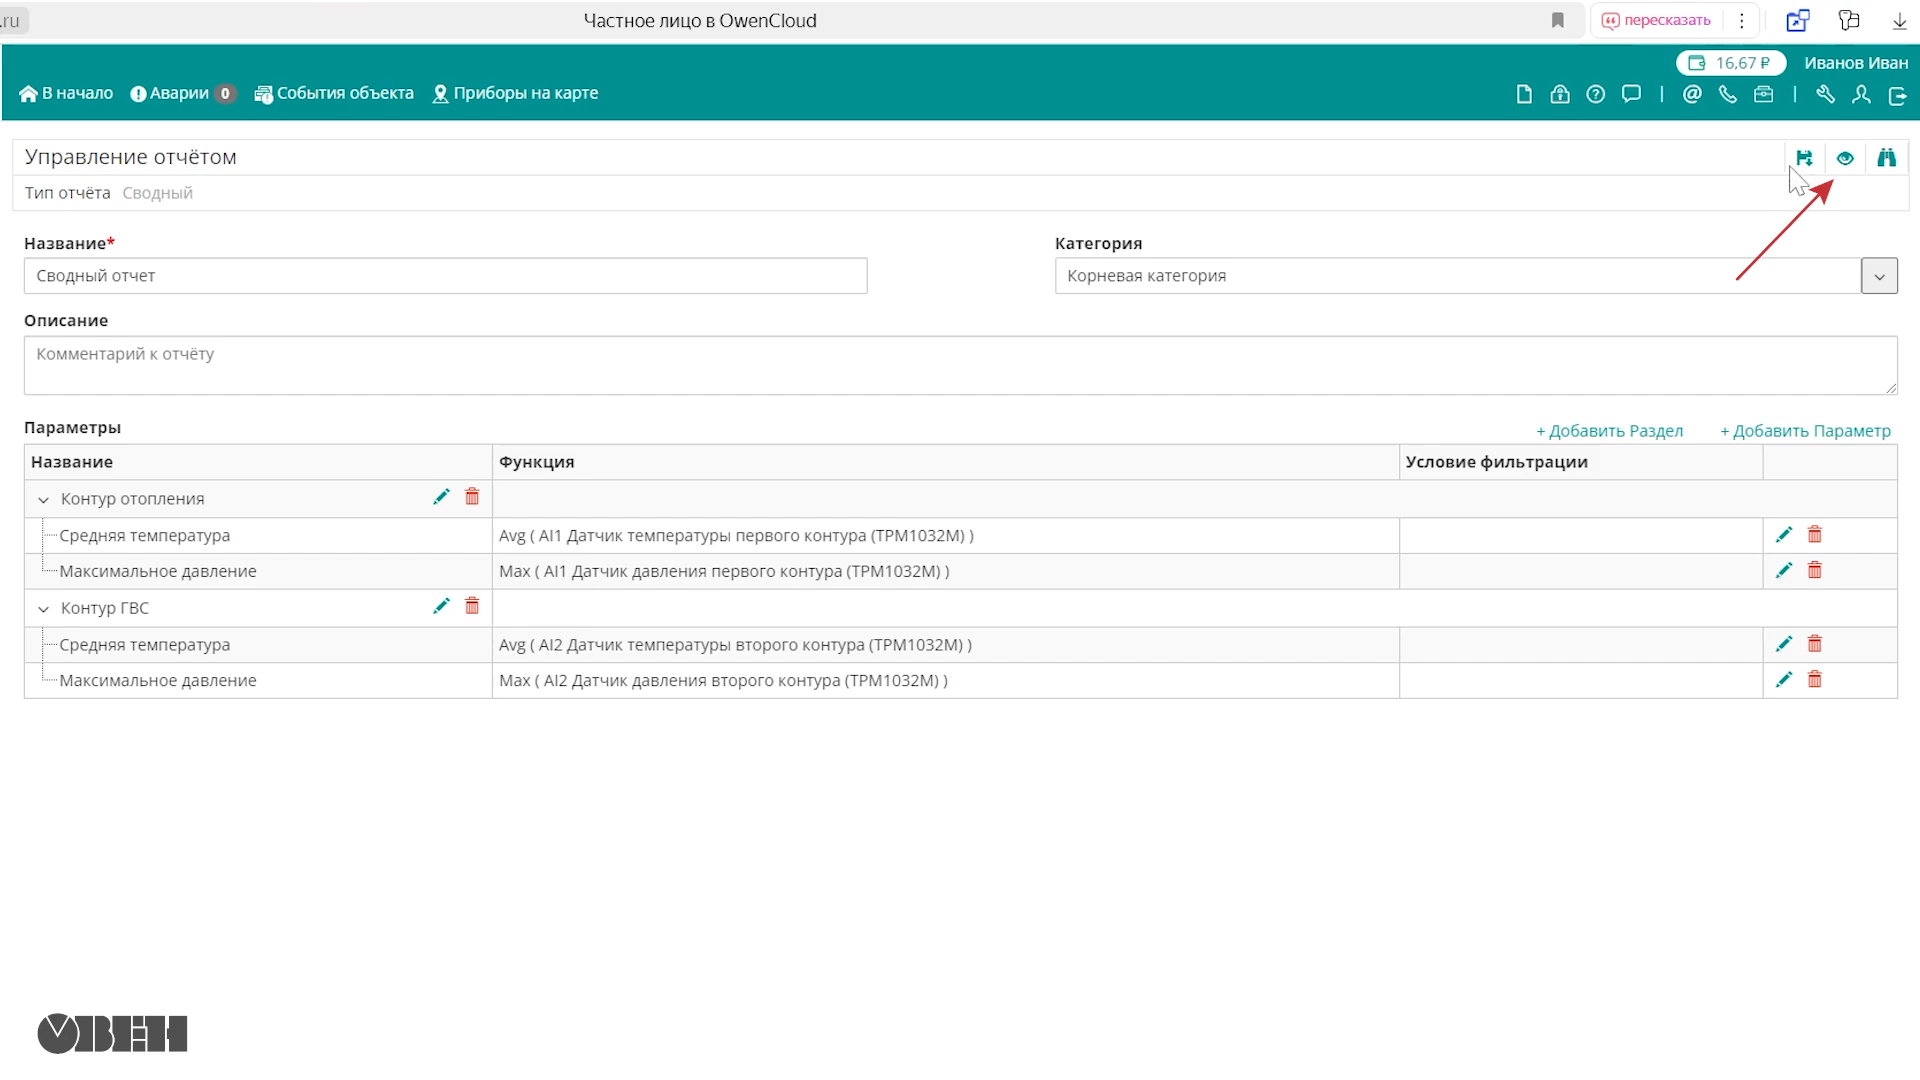 .ru
Частное лицо в OwenCloud
пересказать
16,67 ₽ Иванов Иван
В начало Аварии 0 События объекта Приборы на карте
Управление отчётом
Тип отчёта Сводный
Название*
Сводный отчет
Категория
Корневая категория
Описание
Комментарий к отчёту
Параметры
+ Добавить Раздел + Добавить Параметр
Название Функция Условие фильтрации
Контур отопления
Средняя температура Avg ( AI1 Датчик температуры первого контура (ТРМ1032М) )
Максимальное давление Max ( AI1 Датчик давления первого контура (ТРМ1032М) )
Контур ГВС
Средняя температура Avg ( AI2 Датчик температуры второго контура (ТРМ1032М) )
Максимальное давление Max ( AI2 Датчик давления второго контура (ТРМ1032М) )
ОВЕН